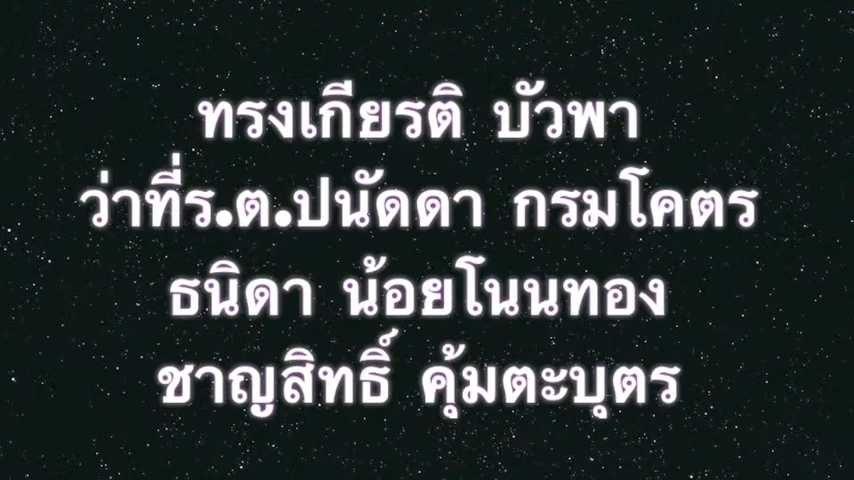 ทรงเกียรติ บัวพา
ว่าที่ร.ต.ปนัดดา กรมโคตร
ธนิดา น้อยโนนทอง
ชาญสิทธิ์ คุ้มตะบุตร